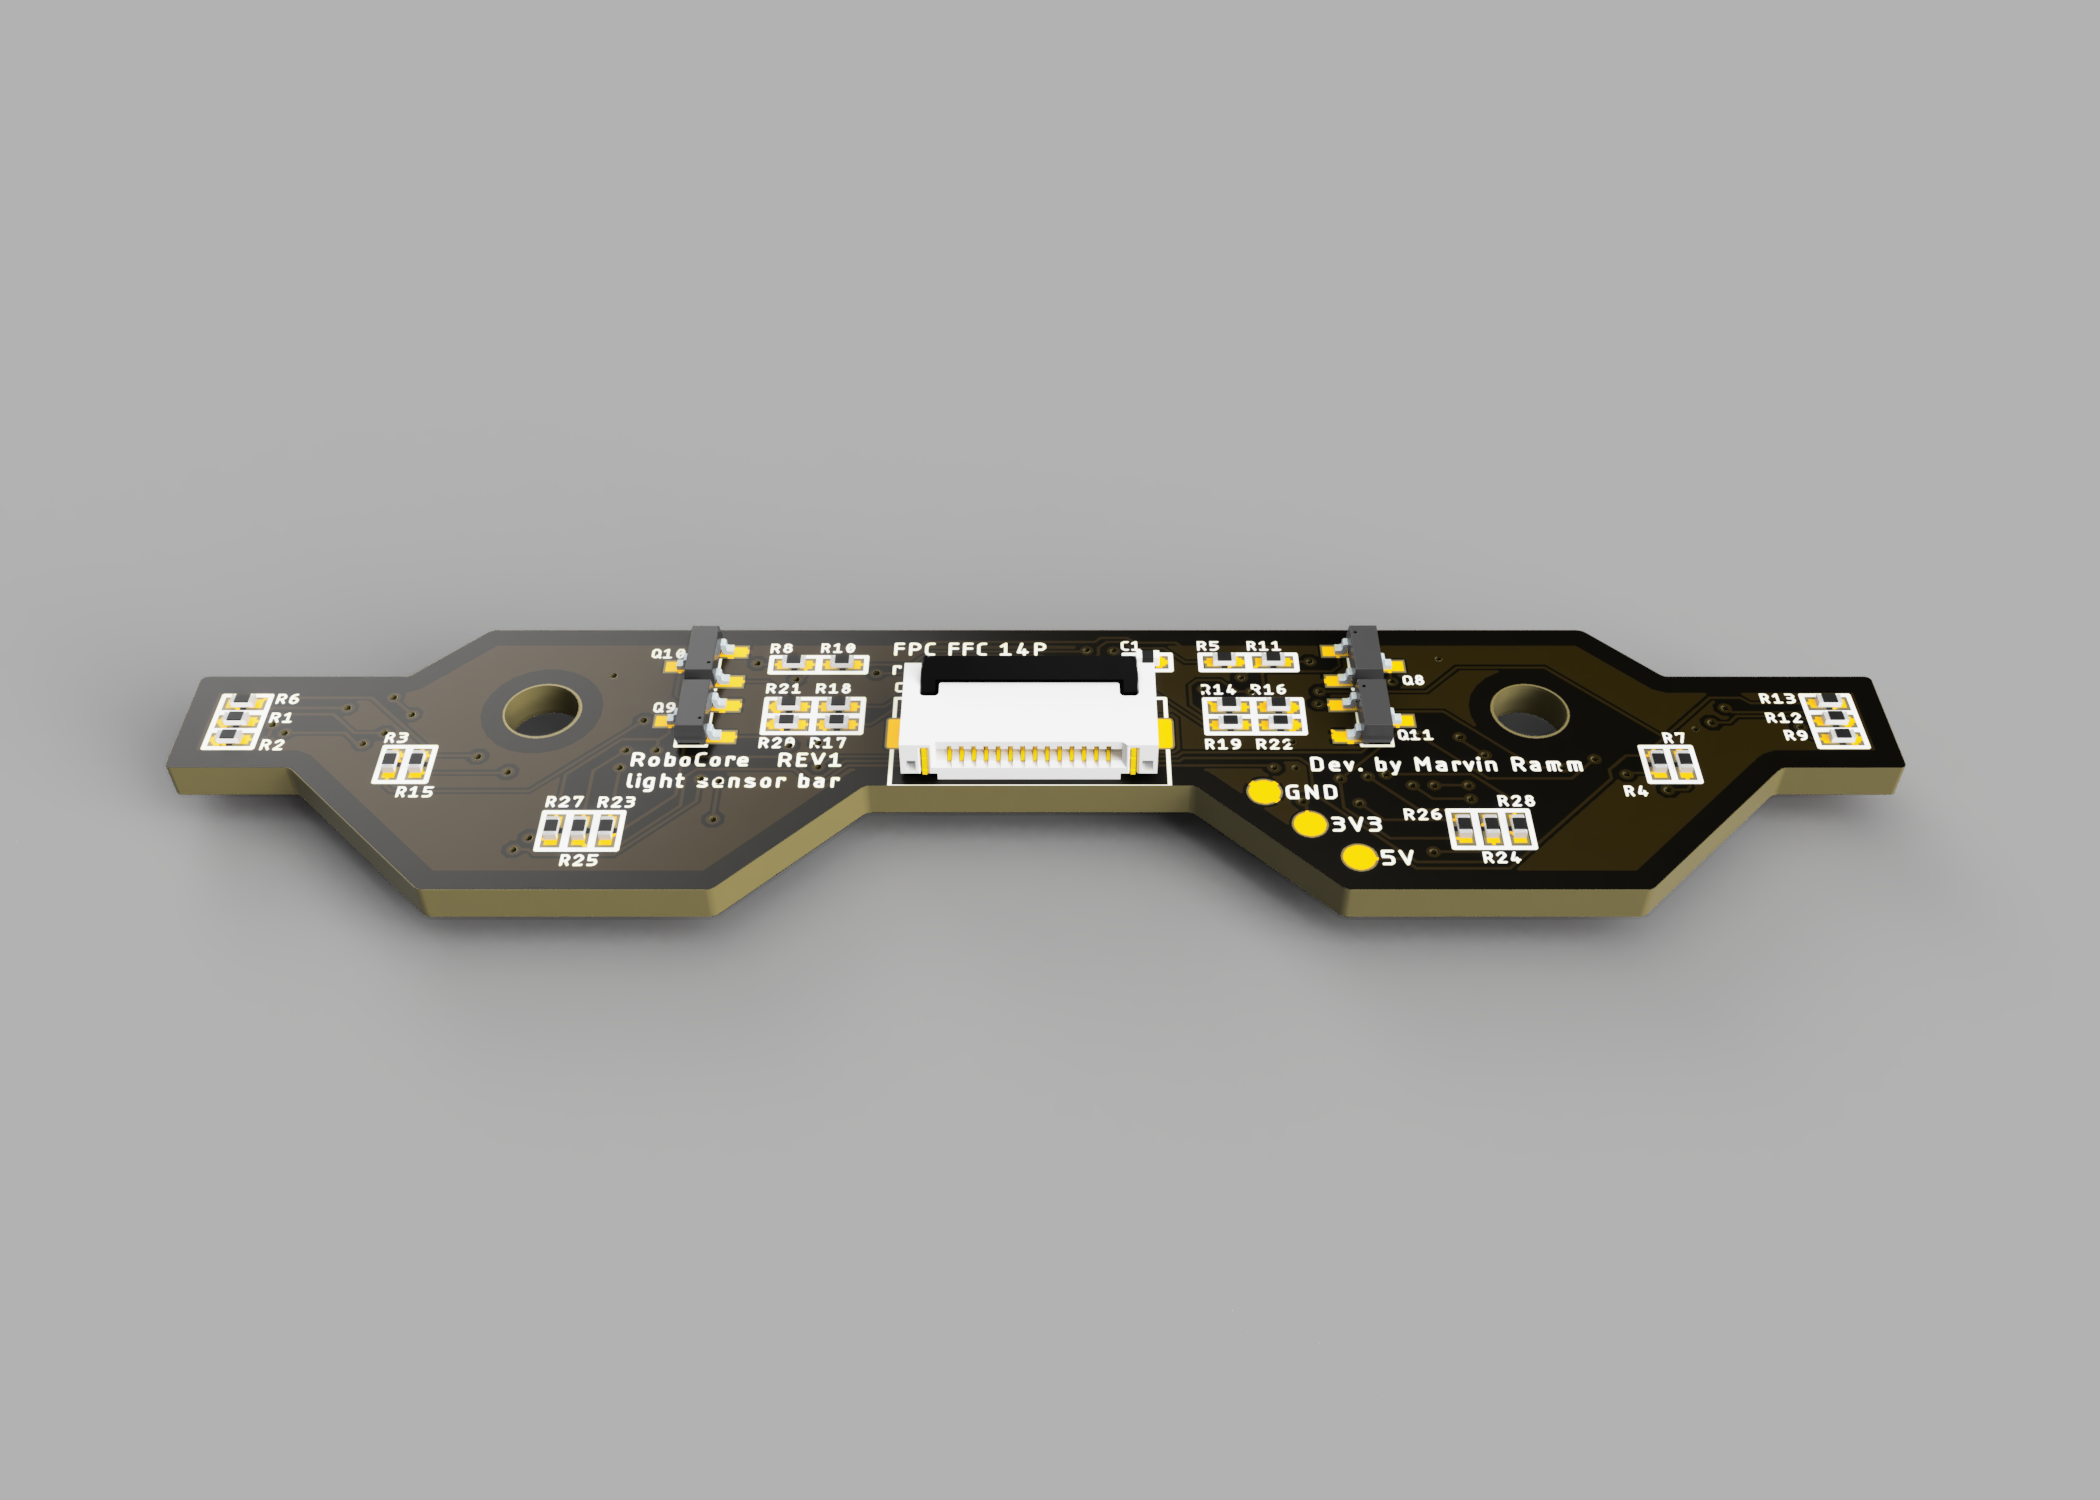 Q10 R8 R10 FPC FFC 14P C1 R5 R11
Q8
R6 R21 R18 R14 R16 R13
R1 Q9 R12
R2 R3 R20 R17 R19 R22 Q11 R7 R9
RoboCore REV1
light sensor bar
Dev. by Marvin Ramm
R15 R4
GND
R27 R23 R28
3V3 R26
R25 5V R24